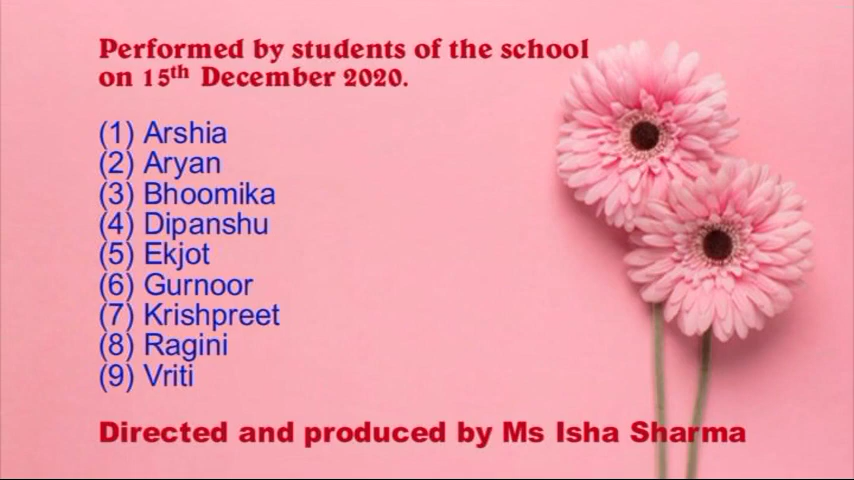 Performed by students of the school
on 15th December 2020.
(1) Arshia
(2) Aryan
(3) Bhoomika
(4) Dipanshu
(5) Ekjot
(6) Gurnoor
(7) Krishpreet
(8) Ragini
(9) Vriti
Directed and produced by Ms Isha Sharma